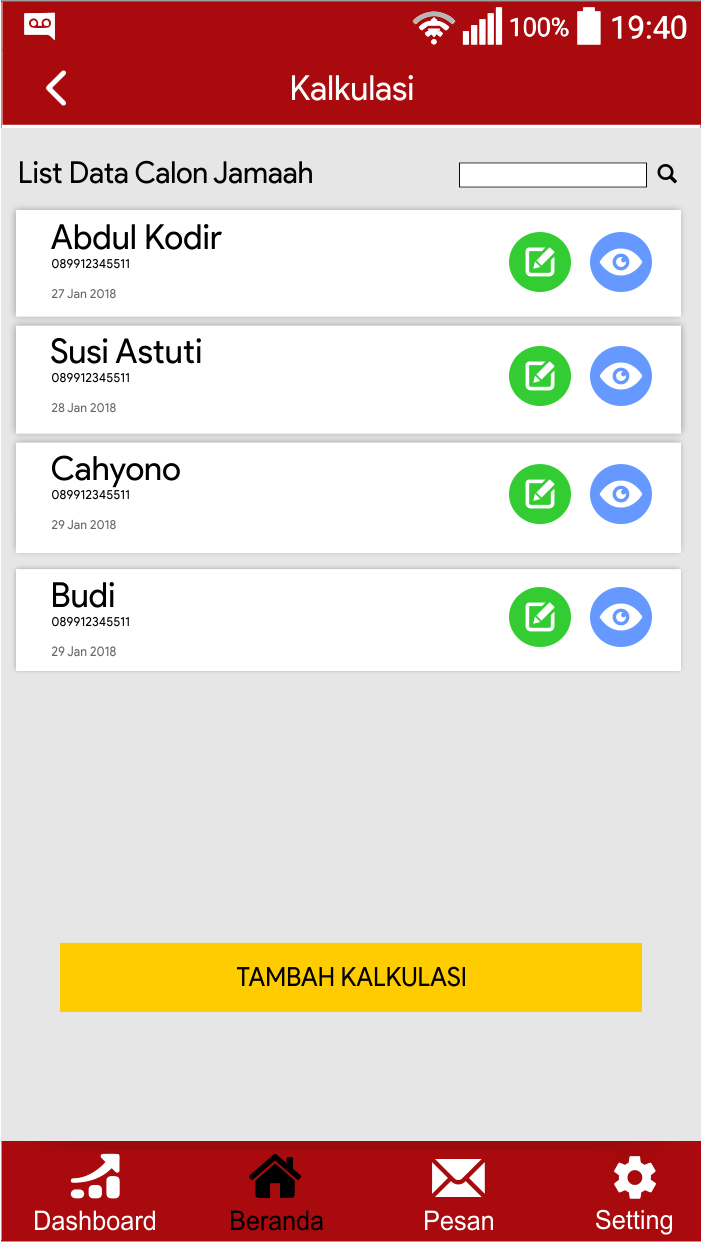 100% 19:40
Kalkulasi
List Data Calon Jamaah
Abdul Kodir
089912345511
27 Jan 2018
Susi Astuti
089912345511
28 Jan 2018
Cahyono
089912345511
29 Jan 2018
Budi
089912345511
29 Jan 2018
TAMBAH KALKULASI
Dashboard Beranda Pesan Setting